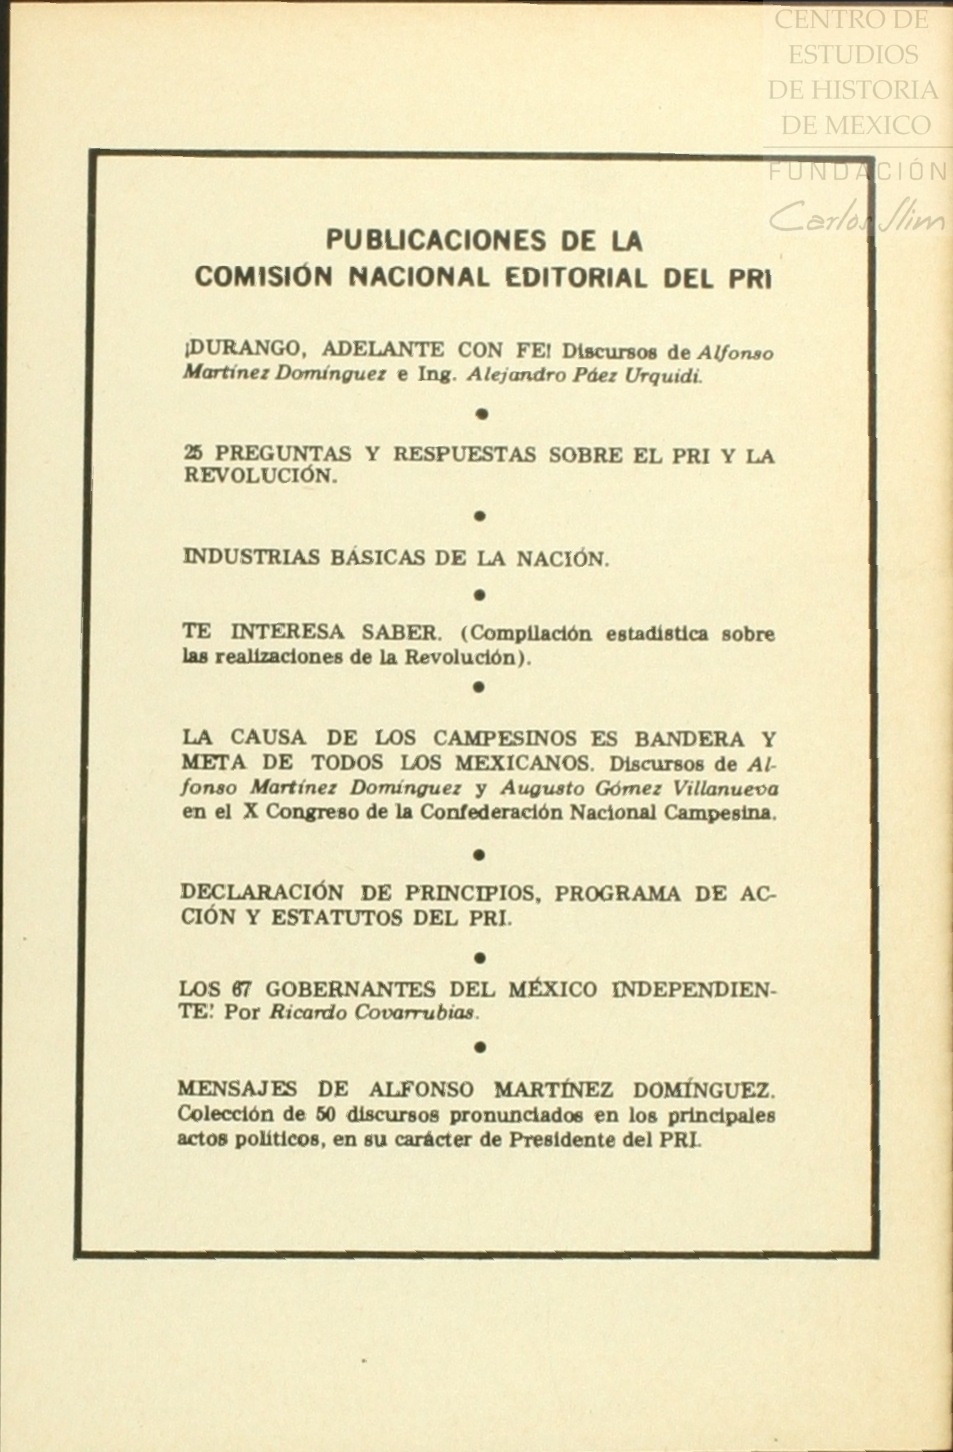 CENTRO DE
ESTUDIOS
DE HISTORIA
DE MEXICO
FUNDACIÓN
Carlos Slim
PUBLICACIONES DE LA
COMISIÓN NACIONAL EDITORIAL DEL PRI
¡DURANGO, ADELANTE CON FE! Discursos de Alfonso
Martínez Domínguez e Ing. Alejandro Páez Urquidi.
25 PREGUNTAS Y RESPUESTAS SOBRE EL PRI Y LA
REVOLUCIÓN.
INDUSTRIAS BÁSICAS DE LA NACIÓN.
TE INTERESA SABER. (Compilación estadística sobre
las realizaciones de la Revolución).
LA CAUSA DE LOS CAMPESINOS ES BANDERA Y
META DE TODOS LOS MEXICANOS. Discursos de Al-
fonso Martínez Domínguez y Augusto Gómez Villanueva
en el X Congreso de la Confederación Nacional Campesina.
DECLARACIÓN DE PRINCIPIOS, PROGRAMA DE AC-
CIÓN Y ESTATUTOS DEL PRI.
LOS 67 GOBERNANTES DEL MÉXICO INDEPENDIEN-
TE! Por Ricardo Covarrubias.
MENSAJES DE ALFONSO MARTÍNEZ DOMÍNGUEZ.
Colección de 50 discursos pronunciados en los principales
actos políticos, en su carácter de Presidente del PRI.